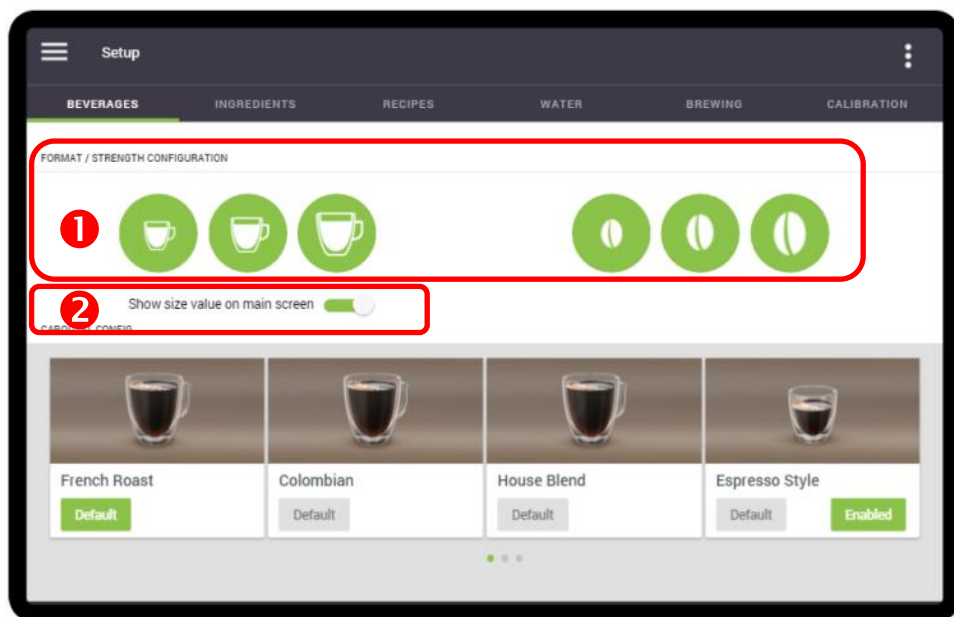 Setup
BEVERAGES INGREDIENTS RECIPES WATER BREWING CALIBRATION
FORMAT / STRENGTH CONFIGURATION
1
2 Show size value on main screen
CONFIG
French Roast Colombian House Blend Espresso Style
Default Default Default Default Enabled